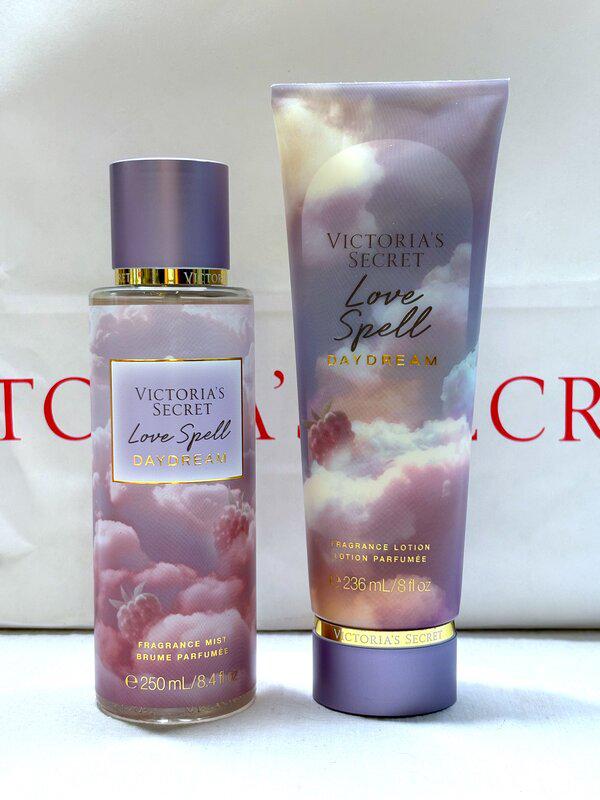 VICTORIA'S
SECRET
Love Spell
DAYDREAM
FRAGRANCE MIST
BRUME PARFUMÉE
e 250 mL/8.4 fl oz
VICTORIA'S
SECRET
Love
Spell
DAYDREAM
FRAGRANCE LOTION
LOTION PARFUMÉE
e 236 mL/8 fl oz
VICTORIA'S SECRET